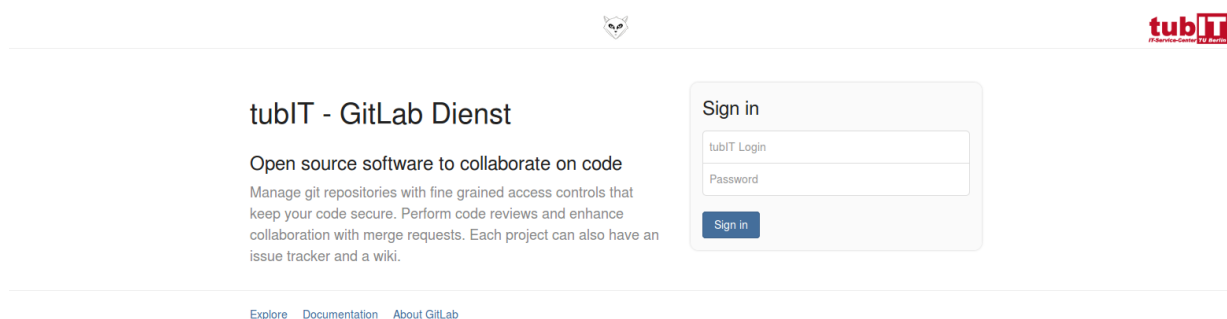 tubIT
IT-Service-Center TU Berlin
tubIT - GitLab Dienst
Open source software to collaborate on code
Manage git repositories with fine grained access controls that
keep your code secure. Perform code reviews and enhance
collaboration with merge requests. Each project can also have an
issue tracker and a wiki.
Sign in
tubIT Login
Password
Sign in
Explore Documentation About GitLab